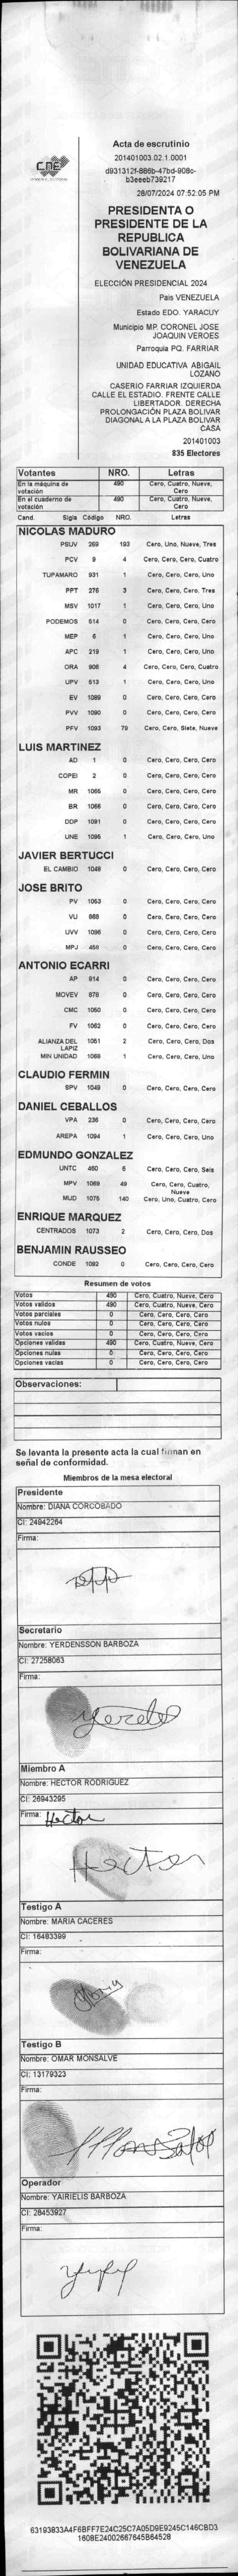 CNE
Acta de escrutinio
201401003.02.1.0001
d931312f-886b-47bd-908c-
b3eeeb739217
28/07/2024 07:52:05 PM
PRESIDENTA O
PRESIDENTE DE LA
REPUBLICA
BOLIVARIANA DE
VENEZUELA
ELECCIÓN PRESIDENCIAL 2024
Pais VENEZUELA
Estado EDO. YARACUY
Municipio MP. CORONEL JOSE
JOAQUIN VEROES
Parroquia PQ. FARRIAR
UNIDAD EDUCATIVA ABIGAIL
LOZANO
CASERIO FARRIAR IZQUIERDA
CALLE EL ESTADIO. FRENTE CALLE
LIBERTADOR. DERECHA
PROLONGACIÓN PLAZA BOLIVAR
DIAGONAL A LA PLAZA BOLIVAR
CASA
201401003
835 Electores
Votantes NRO. Letras
En la máquina de votación 490 Cero, Cuatro, Nueve, Cero
En el cuaderno de votación 490 Cero, Cuatro, Nueve, Cero
Cand. Sigla Código NRO. Letras
NICOLAS MADURO
PSUV 269 193 Cero, Uno, Nueve, Tres
PCV 9 4 Cero, Cero, Cero, Cuatro
TUPAMARO 931 1 Cero, Cero, Cero, Uno
PPT 276 3 Cero, Cero, Cero, Tres
MSV 1017 1 Cero, Cero, Cero, Uno
PODEMOS 514 0 Cero, Cero, Cero, Cero
MEP 6 1 Cero, Cero, Cero, Uno
APC 219 1 Cero, Cero, Cero, Uno
ORA 906 4 Cero, Cero, Cero, Cuatro
UPV 513 1 Cero, Cero, Cero, Uno
EV 1089 0 Cero, Cero, Cero, Cero
PVV 1090 0 Cero, Cero, Cero, Cero
PFV 1093 79 Cero, Cero, Siete, Nueve
LUIS MARTINEZ
AD 1 0 Cero, Cero, Cero, Cero
COPEI 2 0 Cero, Cero, Cero, Cero
MR 1065 0 Cero, Cero, Cero, Cero
BR 1066 0 Cero, Cero, Cero, Cero
DDP 1091 0 Cero, Cero, Cero, Cero
UNE 1095 1 Cero, Cero, Cero, Uno
JAVIER BERTUCCI
EL CAMBIO 1048 0 Cero, Cero, Cero, Cero
JOSE BRITO
PV 1053 0 Cero, Cero, Cero, Cero
VU 868 0 Cero, Cero, Cero, Cero
UVV 1096 0 Cero, Cero, Cero, Cero
MPJ 458 0 Cero, Cero, Cero, Cero
ANTONIO ECARRI
AP 914 0 Cero, Cero, Cero, Cero
MOVEV 878 0 Cero, Cero, Cero, Cero
CMC 1050 0 Cero, Cero, Cero, Cero
FV 1062 0 Cero, Cero, Cero, Cero
ALIANZA DEL LAPIZ 1051 2 Cero, Cero, Cero, Dos
MIN UNIDAD 1068 1 Cero, Cero, Cero, Uno
CLAUDIO FERMIN
SPV 1049 0 Cero, Cero, Cero, Cero
DANIEL CEBALLOS
VPA 236 0 Cero, Cero, Cero, Cero
AREPA 1094 1 Cero, Cero, Cero, Uno
EDMUNDO GONZALEZ
UNTC 460 6 Cero, Cero, Cero, Seis
MPV 1069 49 Cero, Cero, Cuatro, Nueve
MUD 1075 140 Cero, Uno, Cuatro, Cero
ENRIQUE MARQUEZ
CENTRADOS 1073 2 Cero, Cero, Cero, Dos
BENJAMIN RAUSSEO
CONDE 1092 0 Cero, Cero, Cero, Cero
Resumen de votos
Votos 490 Cero, Cuatro, Nueve, Cero
Votos validos 490 Cero, Cuatro, Nueve, Cero
Votos parciales 0 Cero, Cero, Cero, Cero
Votos nulos 0 Cero, Cero, Cero, Cero
Votos vacios 0 Cero, Cero, Cero, Cero
Opciones validas 490 Cero, Cuatro, Nueve, Cero
Opciones nulas 0 Cero, Cero, Cero, Cero
Opciones vacias 0 Cero, Cero, Cero, Cero
Observaciones:
Se levanta la presente acta la cual firman en
señal de conformidad.
Miembros de la mesa electoral
Presidente
Nombre: DIANA CORCOBADO
CI: 24942264
Firma:
Secretario
Nombre: YERDENSSON BARBOZA
CI: 27258063
Firma:
Miembro A
Nombre: HECTOR RODRIGUEZ
CI: 26943295
Firma: Hector
Hector
Testigo A
Nombre: MARIA CACERES
CI: 16483399
Firma:
Testigo B
Nombre: OMAR MONSALVE
CI: 13179323
Firma:
Operador
Nombre: YAIRIELIS BARBOZA
CI: 28453927
Firma:
63193833A4F6BFF7E24C25C7A05D9E9245C146CBD3
1608E24002667645B64528